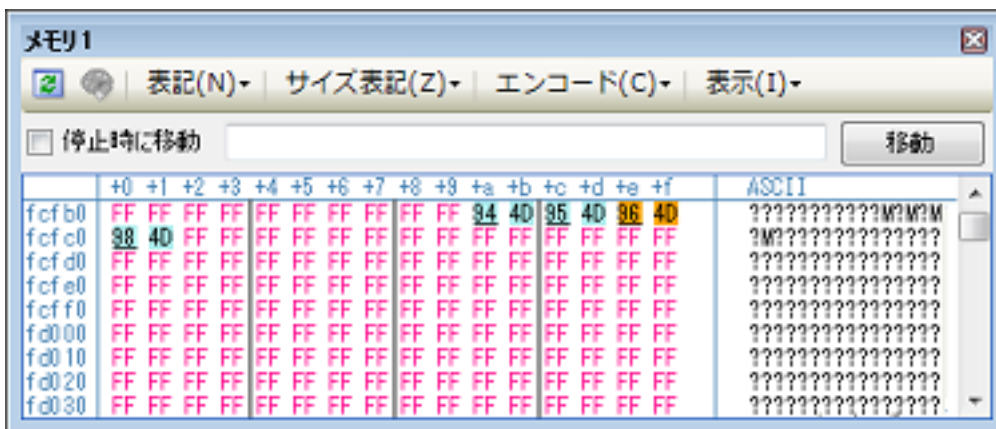 メモリ1
表記(N) サイズ表記(Z) エンコード(C) 表示(I)
停止時に移動 移動
+0 +1 +2 +3 +4 +5 +6 +7 +8 +9 +a +b +c +d +e +f ASCII
fcfb0 FF FF FF FF FF FF FF FF FF FF 94 4D 95 4D 96 4D ???????????M?M?M
fcfc0 98 4D FF FF FF FF FF FF FF FF FF FF FF FF FF FF ?M??????????????
fcfd0 FF FF FF FF FF FF FF FF FF FF FF FF FF FF FF FF ????????????????
fcfe0 FF FF FF FF FF FF FF FF FF FF FF FF FF FF FF FF ????????????????
fcff0 FF FF FF FF FF FF FF FF FF FF FF FF FF FF FF FF ????????????????
fd000 FF FF FF FF FF FF FF FF FF FF FF FF FF FF FF FF ????????????????
fd010 FF FF FF FF FF FF FF FF FF FF FF FF FF FF FF FF ????????????????
fd020 FF FF FF FF FF FF FF FF FF FF FF FF FF FF FF FF ????????????????
fd030 FF FF FF FF FF FF FF FF FF FF FF FF FF FF FF FF ????????????????